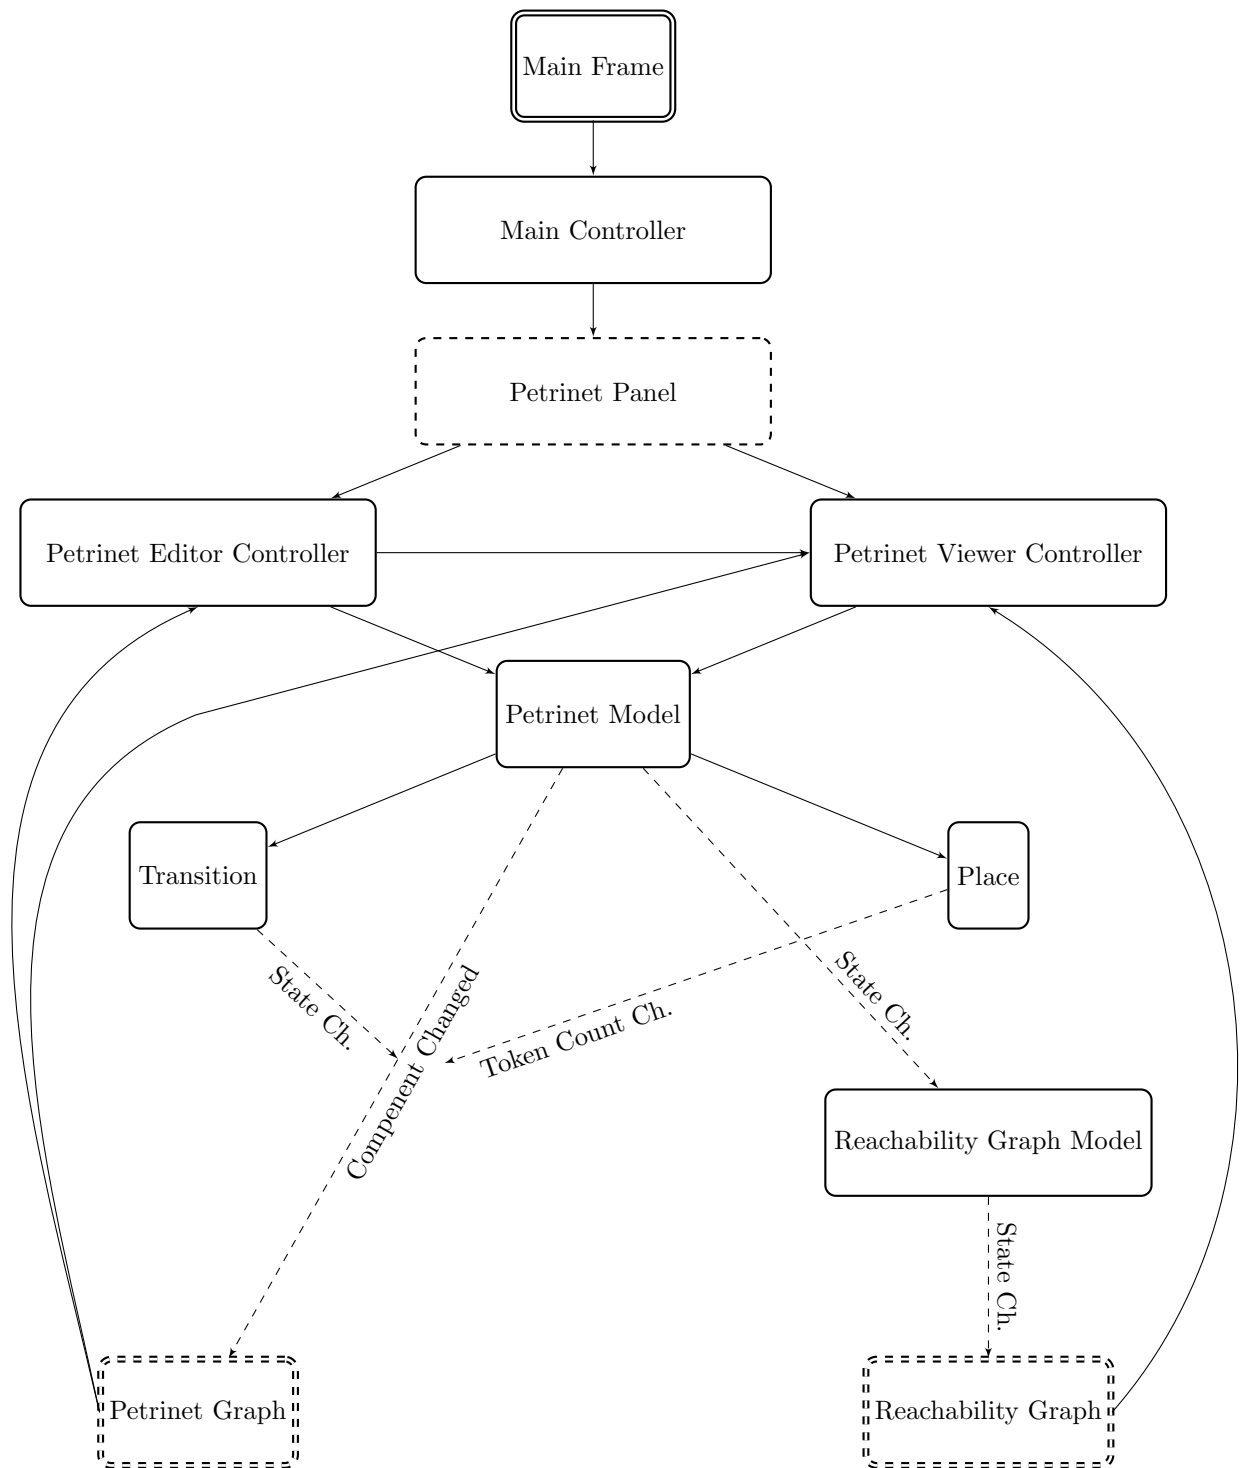 Main Frame
Main Controller
Petrinet Panel
Petrinet Editor Controller
Petrinet Viewer Controller
Petrinet Model
Transition
Place
State Ch.
Compenent Changed
Token Count Ch.
State Ch.
Reachability Graph Model
State Ch.
Petrinet Graph
Reachability Graph